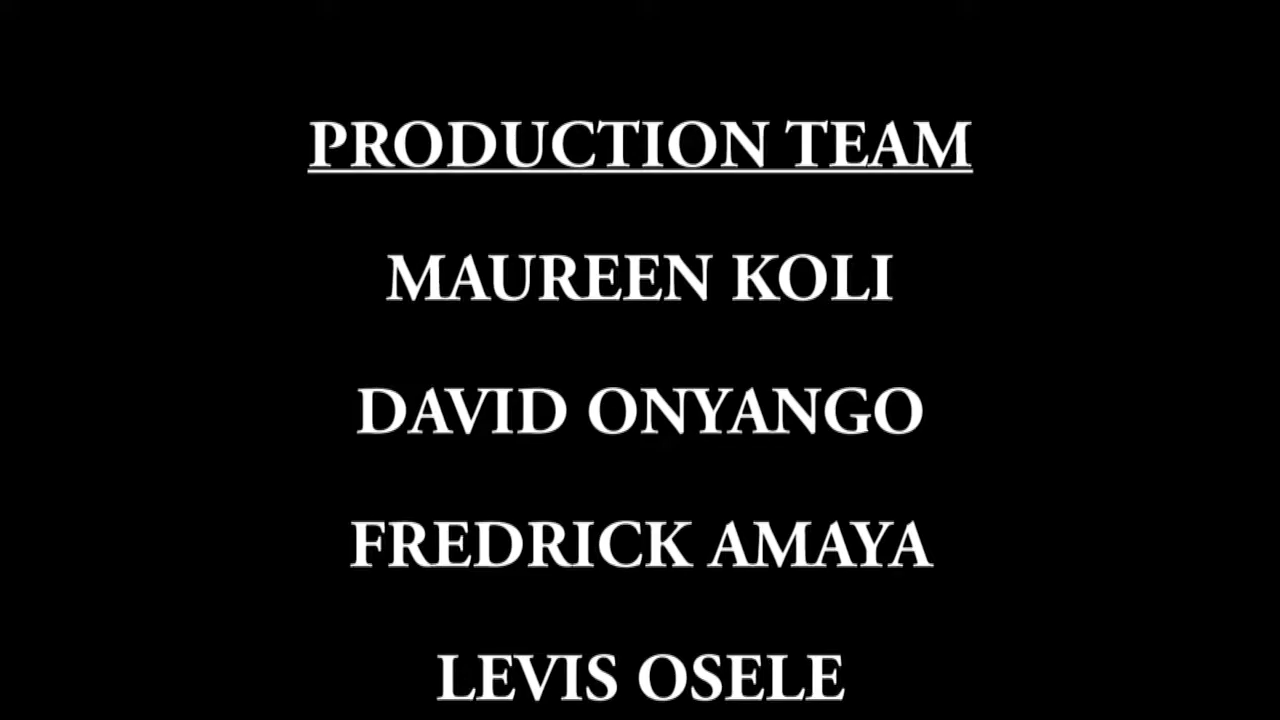 PRODUCTION TEAM
MAUREEN KOLI
DAVID ONYANGO
FREDRICK AMAYA
LEVIS OSELE